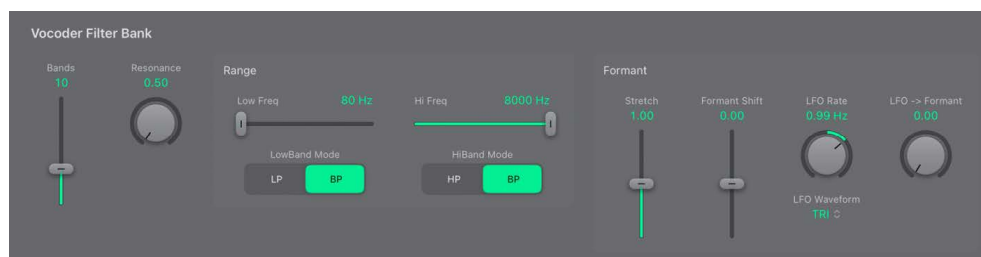 Vocoder Filter Bank
Bands
10
Resonance
0.50
Range
Low Freq 80 Hz
Hi Freq 8000 Hz
LowBand Mode
LP BP
HiBand Mode
HP BP
Formant
Stretch
1.00
Formant Shift
0.00
LFO Rate
0.99 Hz
LFO -> Formant
0.00
LFO Waveform
TRI